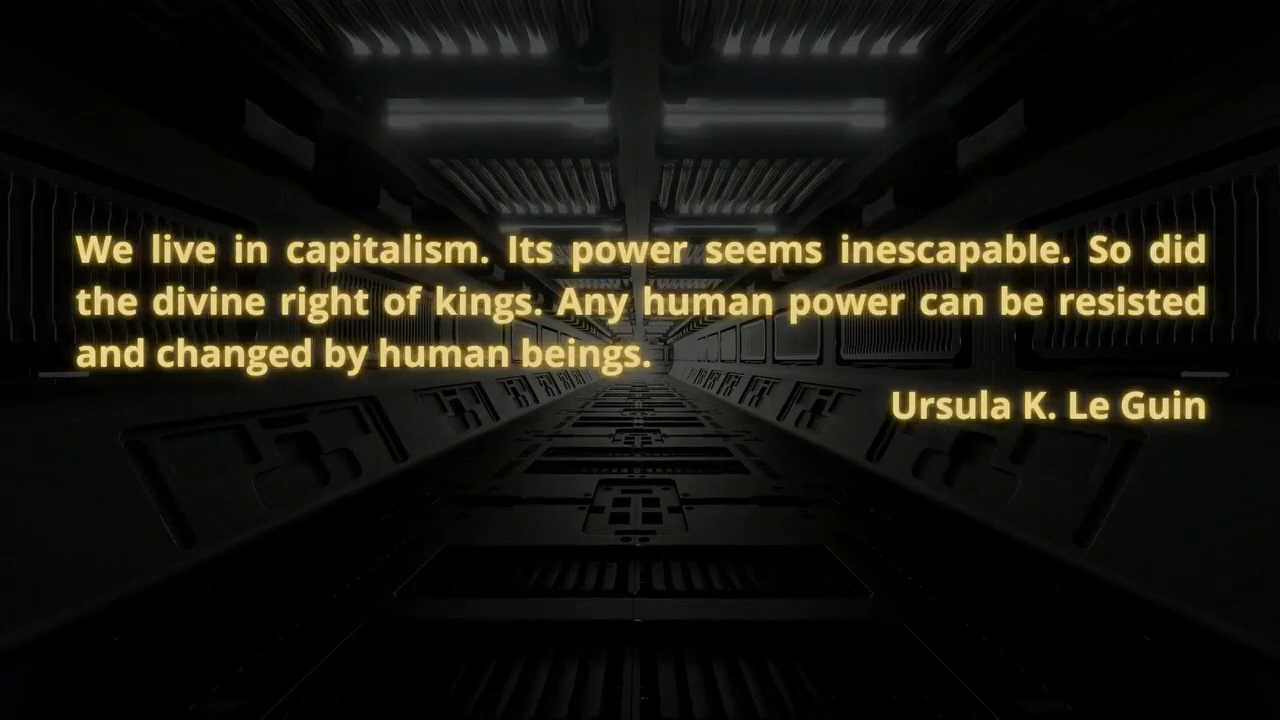 We live in capitalism. Its power seems inescapable. So did
the divine right of kings. Any human power can be resisted
and changed by human beings.
Ursula K. Le Guin